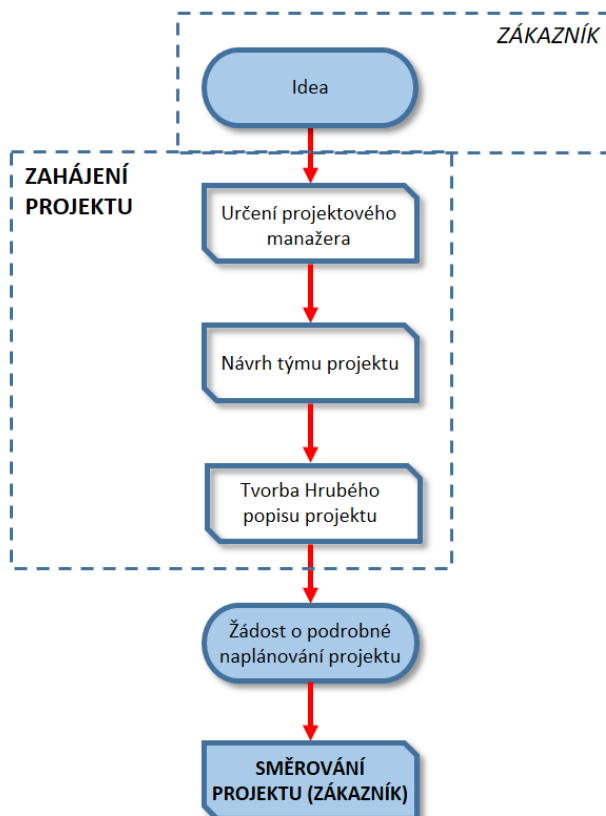 ZÁKAZNÍK
Idea
ZAHÁJENÍ
PROJEKTU
Určení projektového
manažera
Návrh týmu projektu
Tvorba Hrubého
popisu projektu
Žádost o podrobné
naplánování projektu
SMĚROVÁNÍ
PROJEKTU (ZÁKAZNÍK)